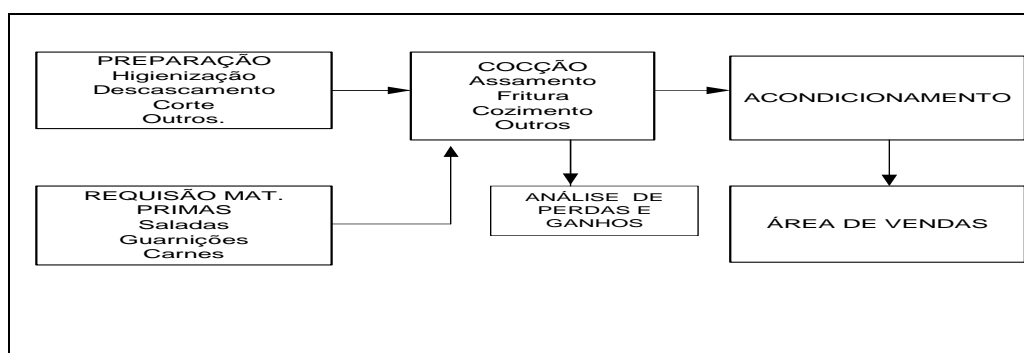 PREPARAÇÃO
Higienização
Descascamento
Corte
Outros.
COCÇÃO
Assamento
Fritura
Cozimento
Outros
ACONDICIONAMENTO
REQUISÃO MAT.
PRIMAS
Saladas
Guarnições
Carnes
ANÁLISE DE
PERDAS E
GANHOS
ÁREA DE VENDAS